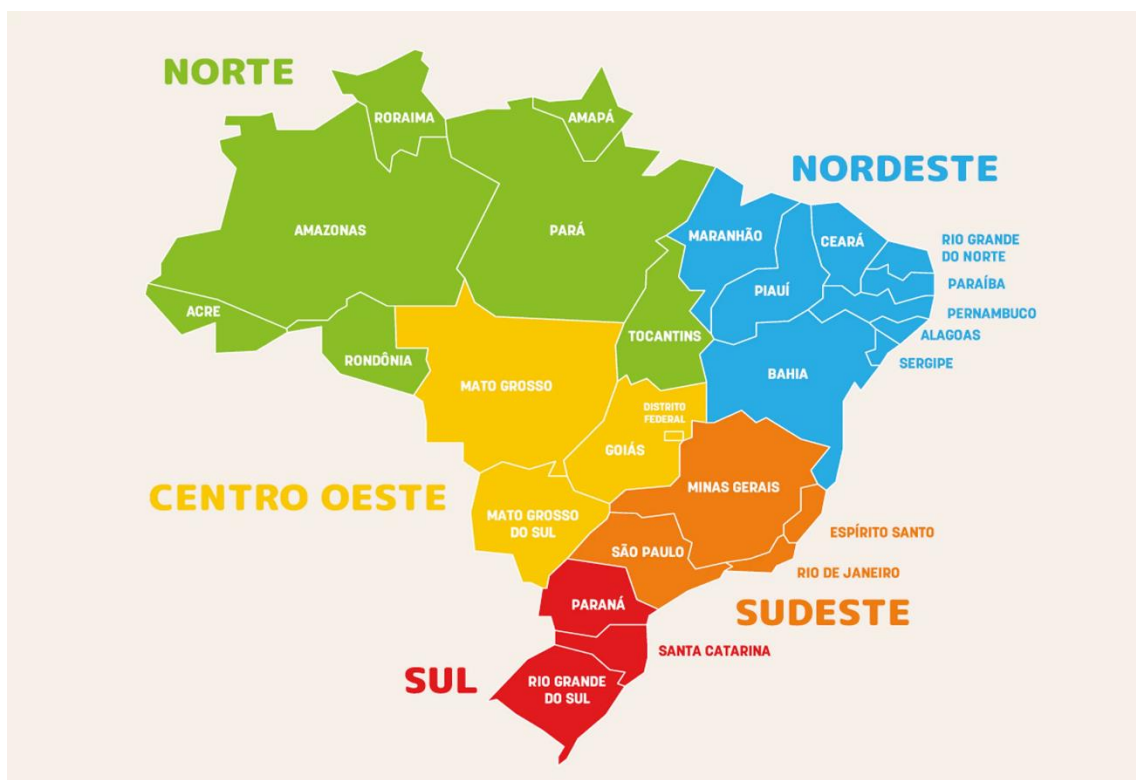 NORTE
RORAIMA
AMAPÁ
NORDESTE
AMAZONAS
PARÁ
MARANHÃO
CEARÁ
RIO GRANDE
DO NORTE
PARAÍBA
PIAUÍ
PERNAMBUCO
ACRE
TOCANTINS
ALAGOAS
RONDÔNIA
SERGIPE
MATO GROSSO
BAHIA
DISTRITO
FEDERAL
GOIÁS
CENTRO OESTE
MINAS GERAIS
MATO GROSSO
DO SUL
ESPÍRITO SANTO
SÃO PAULO
RIO DE JANEIRO
PARANÁ
SUDESTE
SANTA CATARINA
SUL
RIO GRANDE
DO SUL